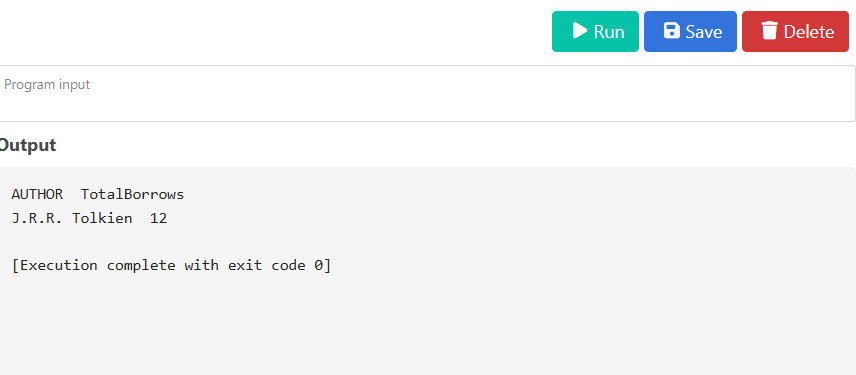 Run Save Delete
Program input
Output
AUTHOR  TotalBorrows
J.R.R. Tolkien  12
[Execution complete with exit code 0]